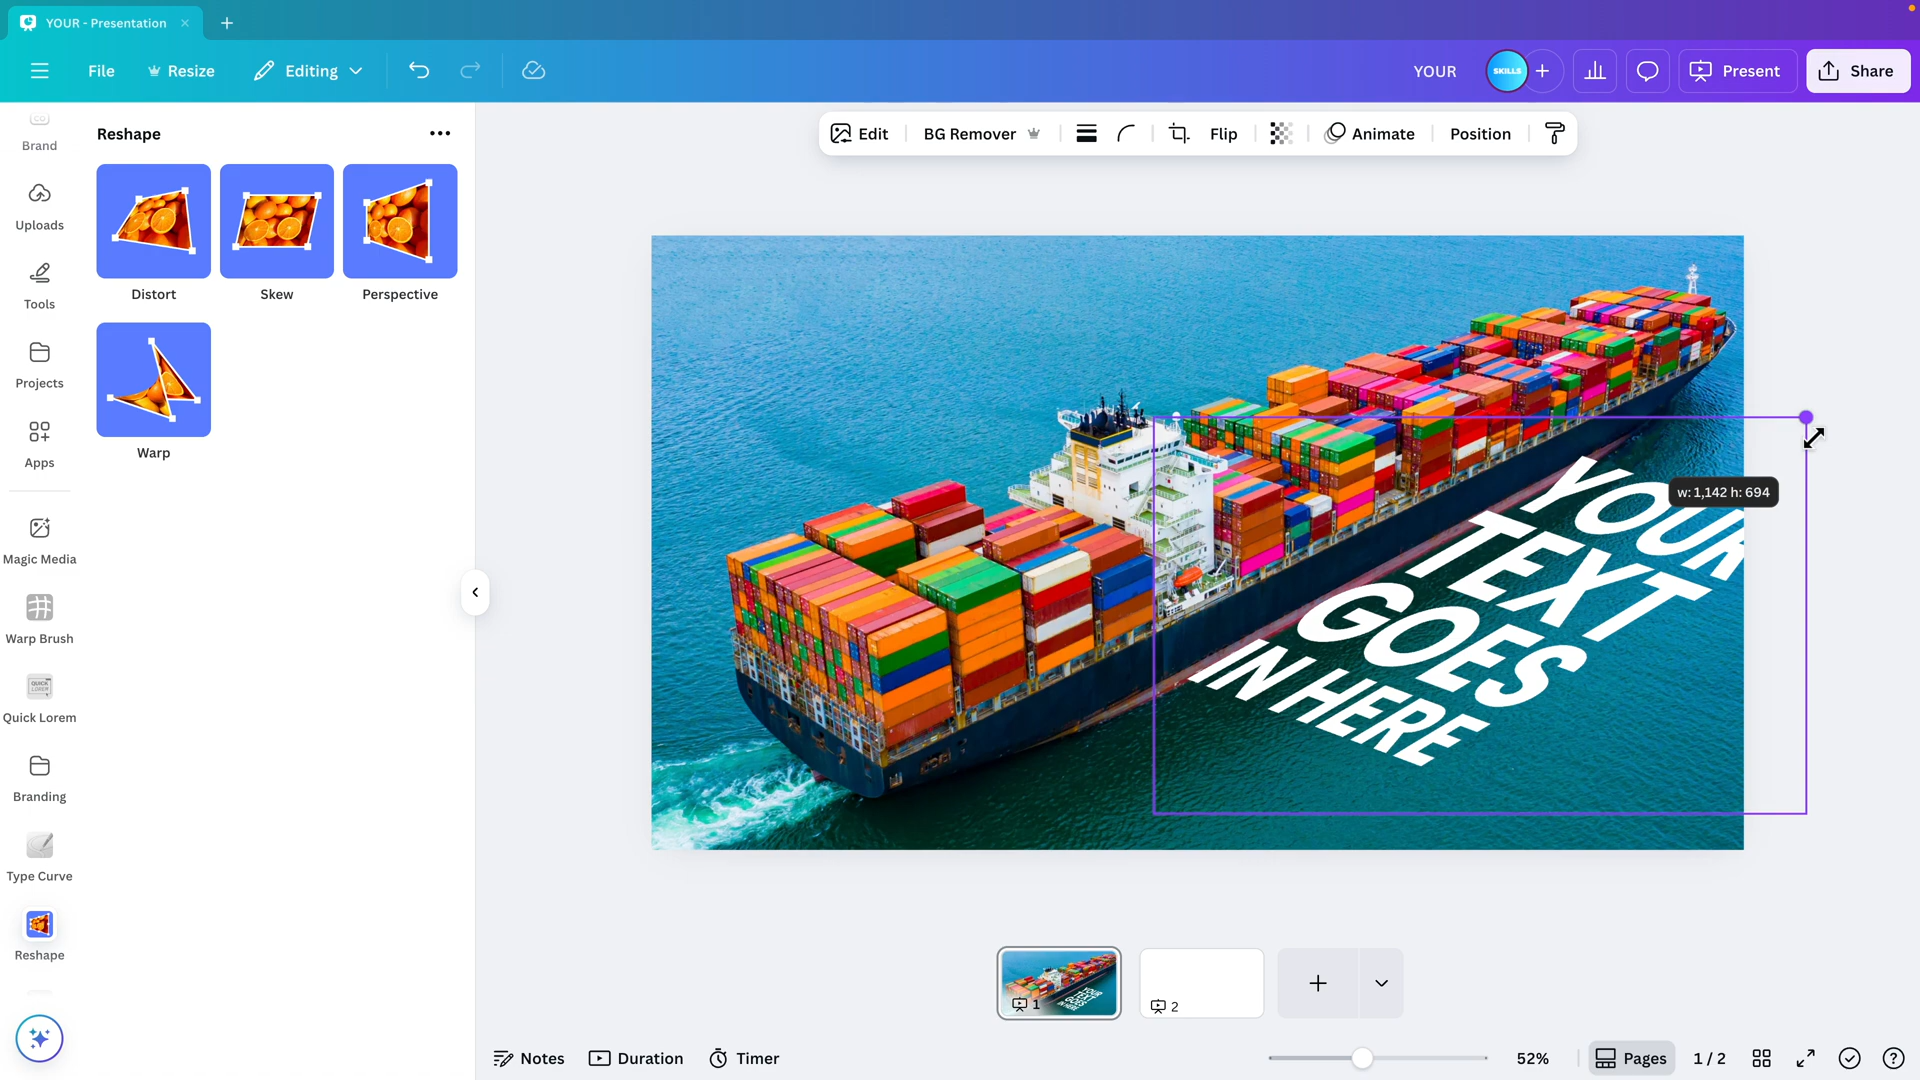 YOUR - Presentation
File
Resize
Editing
YOUR
SKILLS
Present
Share
Brand
Uploads
Tools
Projects
Apps
Magic Media
Warp Brush
QUICK
LOREM
Quick Lorem
Branding
Type Curve
Reshape
Reshape
Distort
Skew
Perspective
Warp
Edit
BG Remover
Flip
Animate
Position
w: 1,142 h: 694
YOUR
TEXT
GOES
IN HERE
1
2
Notes
Duration
Timer
52%
Pages
1 / 2